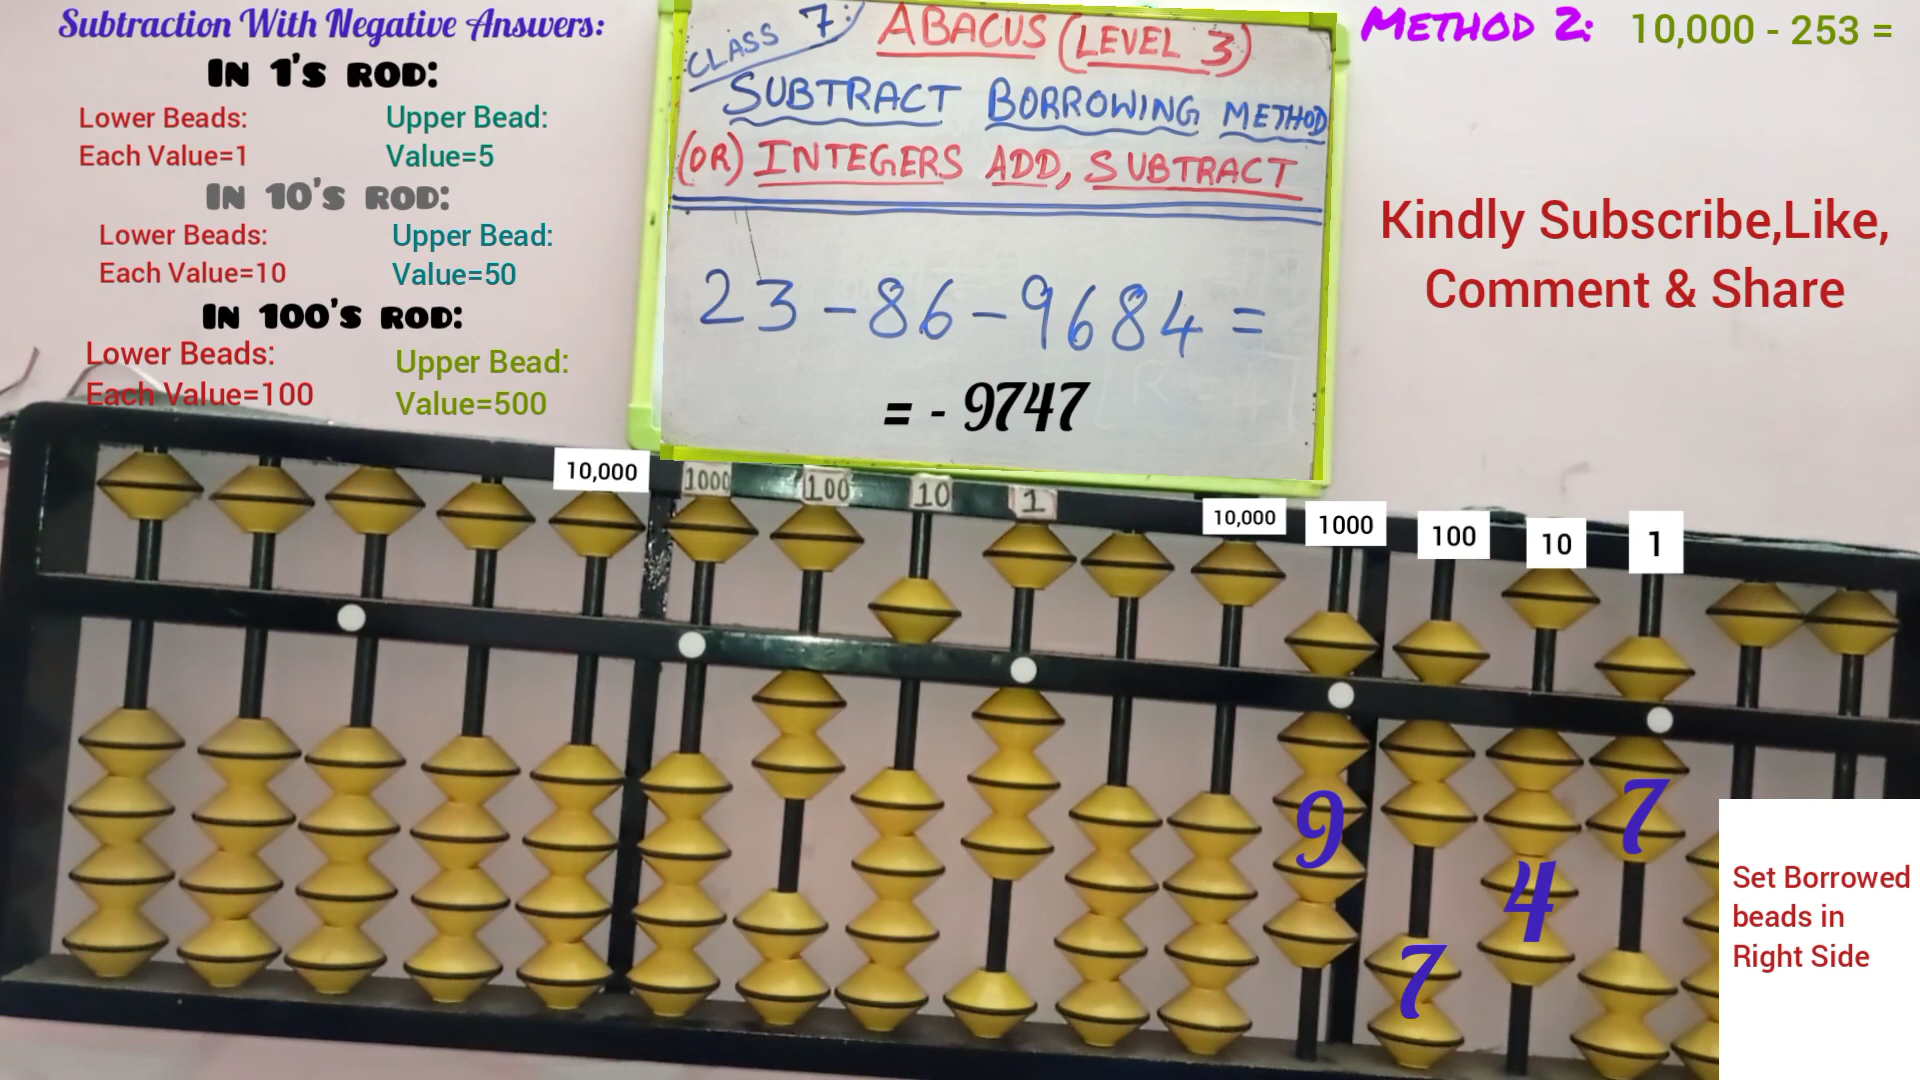 Subtraction With Negative Answers:
In 1's rod:
Lower Beads:
Each Value=1
Upper Bead:
Value=5
In 10's rod:
Lower Beads:
Each Value=10
Upper Bead:
Value=50
In 100's rod:
Lower Beads:
Each Value=100
Upper Bead:
Value=500
CLASS 7:
ABACUS (LEVEL 3)
SUBTRACT BORROWING METHOD
(OR) INTEGERS ADD, SUBTRACT
23-86-9684 =
= - 9747
Method 2: 10,000 - 253 =
Kindly Subscribe,Like,
Comment & Share
10,000 1000 100 10 1
10,000 1000 100 10 1
9 7 4 7
Set Borrowed
beads in
Right Side